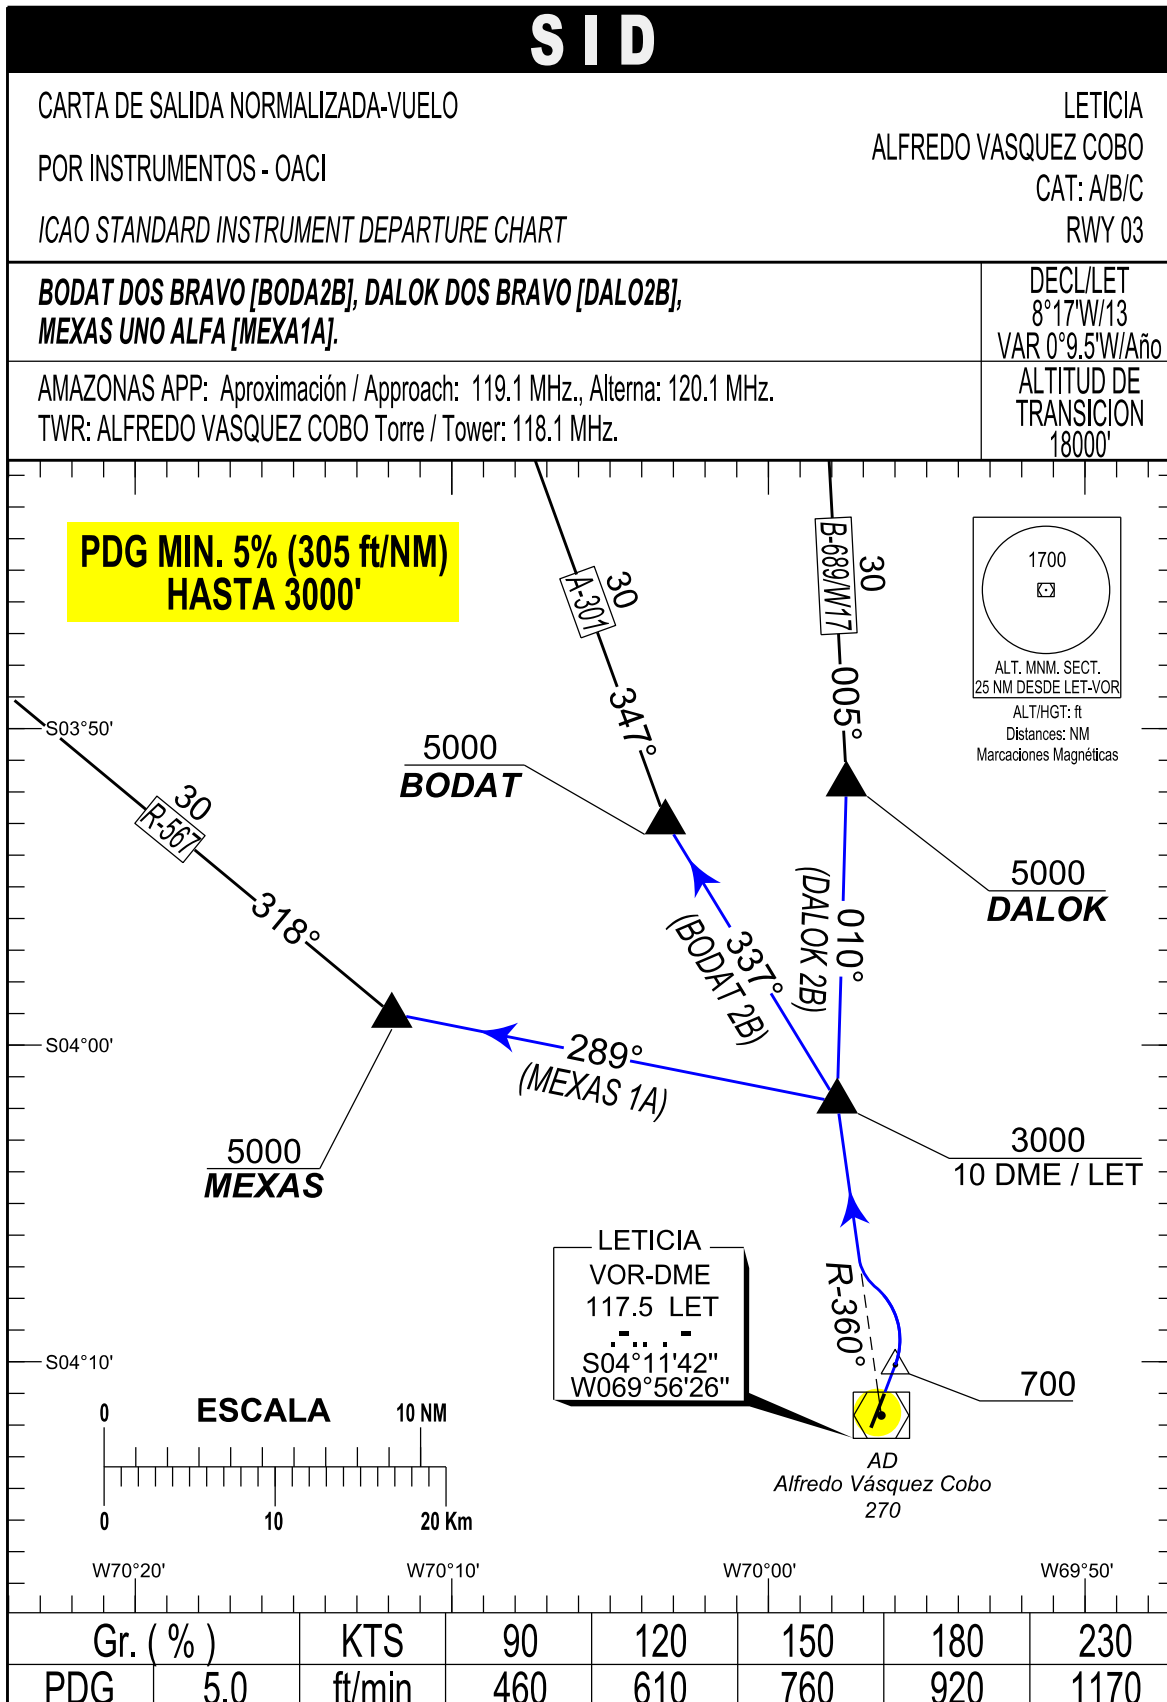 SID
CARTA DE SALIDA NORMALIZADA-VUELO
POR INSTRUMENTOS - OACI
ICAO STANDARD INSTRUMENT DEPARTURE CHART
LETICIA
ALFREDO VASQUEZ COBO
CAT: A/B/C
RWY 03
BODAT DOS BRAVO [BODA2B], DALOK DOS BRAVO [DALO2B],
MEXAS UNO ALFA [MEXA1A].
DECL/LET
8°17'W/13
VAR 0°9.5'W/Año
AMAZONAS APP: Aproximación / Approach: 119.1 MHz., Alterna: 120.1 MHz.
TWR: ALFREDO VASQUEZ COBO Torre / Tower: 118.1 MHz.
ALTITUD DE
TRANSICION
18000'
PDG MIN. 5% (305 ft/NM)
HASTA 3000'
30
A-301
347°
30
B-689/W17
005°
1700
ALT. MNM. SECT.
25 NM DESDE LET-VOR
ALT/HGT: ft
Distances: NM
Marcaciones Magnéticas
S03°50'
5000
BODAT
30
R-567
318°
5000
DALOK
010°
(DALOK 2B)
337°
(BODAT 2B)
S04°00'
289°
(MEXAS 1A)
5000
MEXAS
3000
10 DME / LET
LETICIA
VOR-DME
117.5 LET
.-.. . -
S04°11'42"
W069°56'26"
R-360°
S04°10'
700
0
ESCALA
10 NM
0
10
20 Km
AD
Alfredo Vásquez Cobo
270
W70°20'
W70°10'
W70°00'
W69°50'
Gr. ( % ) KTS 90 120 150 180 230
PDG 5.0 ft/min 460 610 760 920 1170